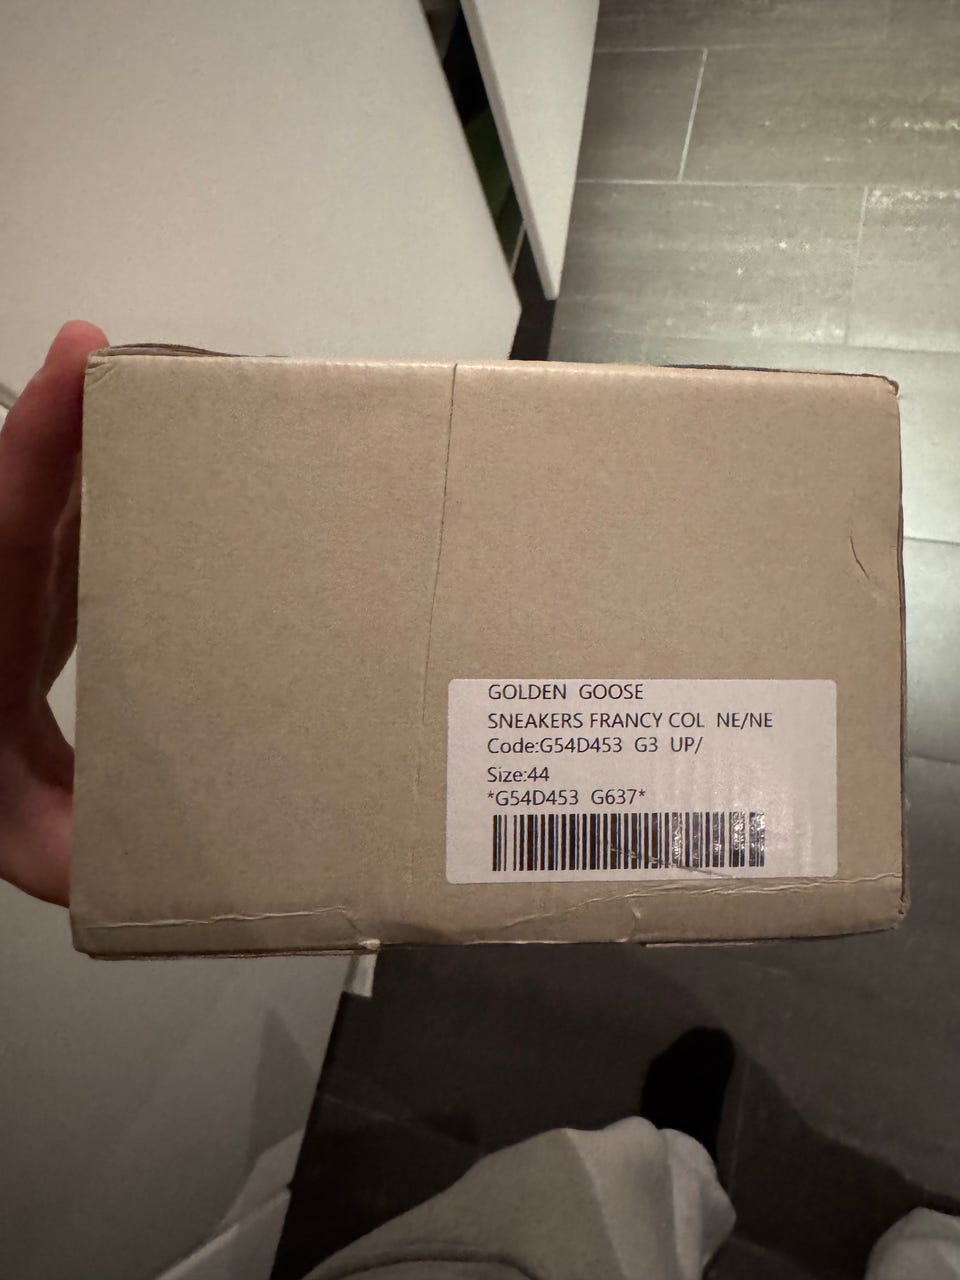 GOLDEN GOOSE
SNEAKERS FRANCY COL NE/NE
Code:G54D453 G3 UP/
Size:44
*G54D453 G637*